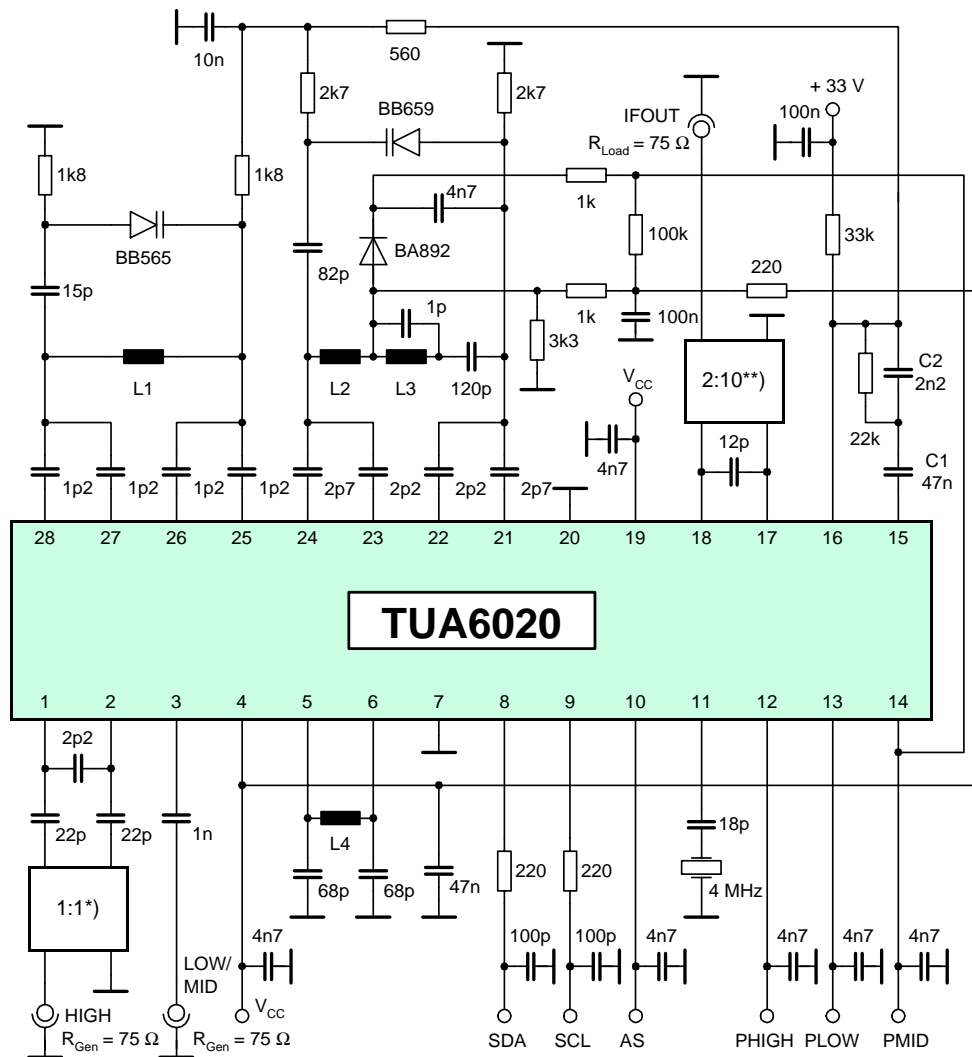 10n
560
2k7
BB659
2k7
IFOUT
R_Load = 75 Ω
100n
+ 33 V
1k8
1k8
4n7
1k
BB565
BA892
100k
33k
82p
220
15p
1p
1k
100n
3k3
L1
L2
L3
120p
V_CC
2:10**)
C2
2n2
22k
12p
4n7
C1
47n
1p2
1p2
1p2
1p2
2p7
2p2
2p2
2p7
28 27 26 25 24 23 22 21 20 19 18 17 16 15
TUA6020
1 2 3 4 5 6 7 8 9 10 11 12 13 14
2p2
22p
22p
1n
L4
18p
68p
68p
47n
220
220
4 MHz
1:1*)
LOW/
MID
4n7
100p
100p
4n7
4n7
4n7
4n7
HIGH
R_Gen = 75 Ω
R_Gen = 75 Ω
V_CC
SDA
SCL
AS
PHIGH
PLOW
PMID